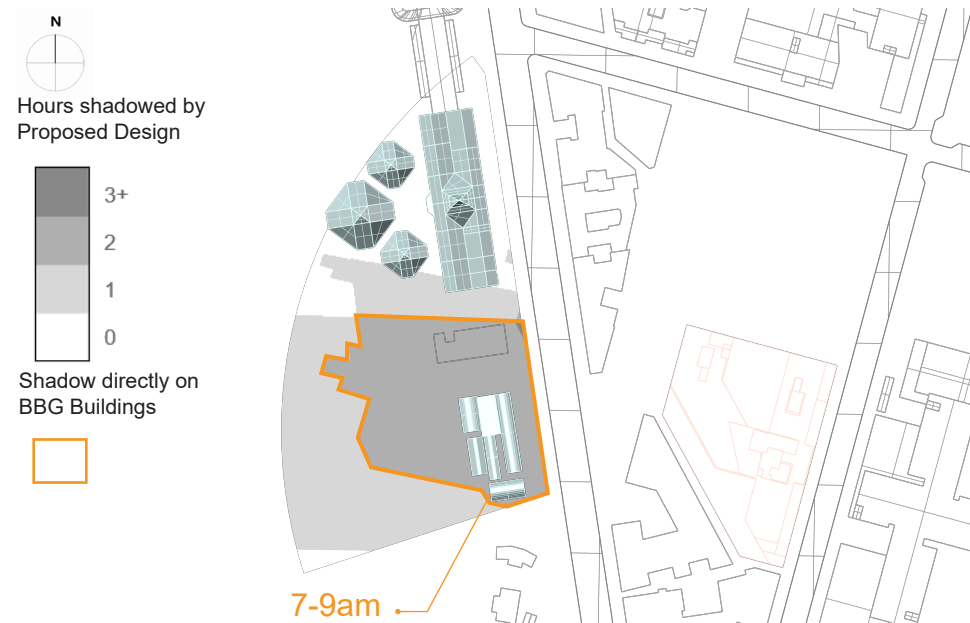 N
Hours shadowed by
Proposed Design
3+
2
1
0
Shadow directly on
BBG Buildings
7-9am